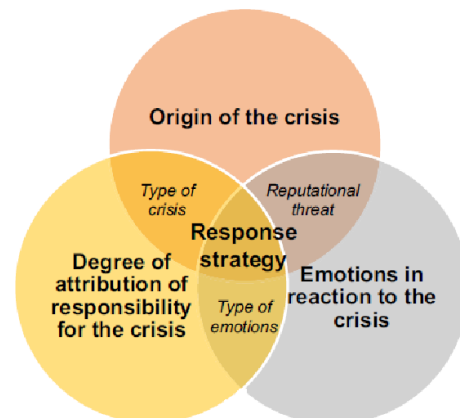 Origin of the crisis
Type of
crisis
Reputational
threat
Response
strategy
Degree of
attribution of
responsibility
for the crisis
Type of
emotions
Emotions in
reaction to the
crisis